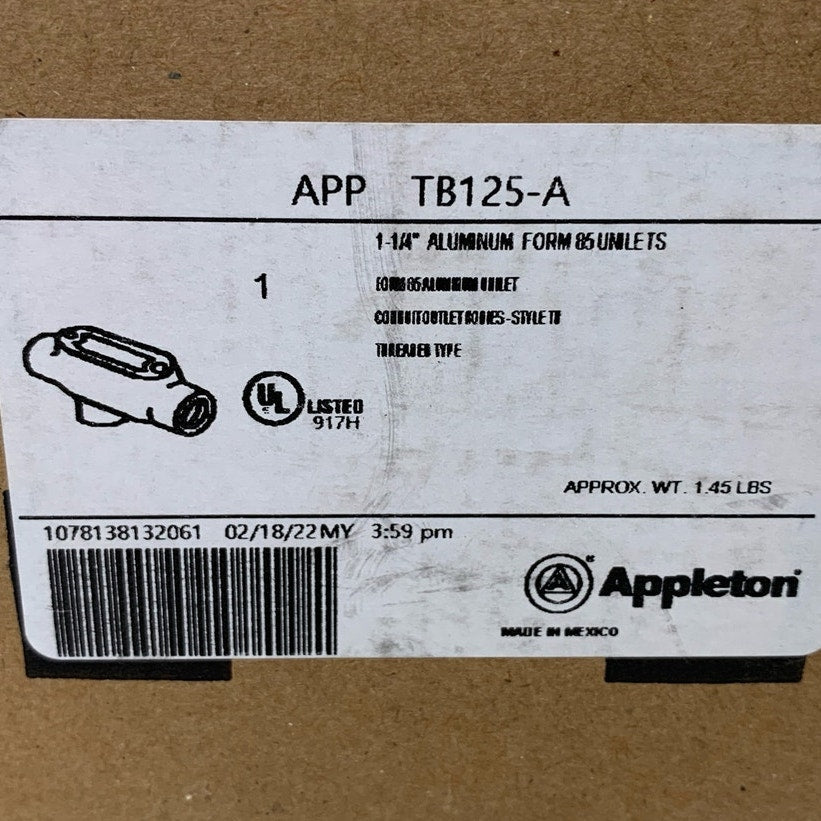 APP TB125-A
1-1/4" ALUMINUM FORM 85 UNILETS
1
FORM 85 ALUMINUM UNILET
CONDUIT OUTLET BODIES - STYLE TB
THREADED TYPE
UL
LISTED
917H
APPROX. WT. 1.45 LBS
1078138132061 02/18/22 MY 3:59 pm
A Appleton
MADE IN MEXICO